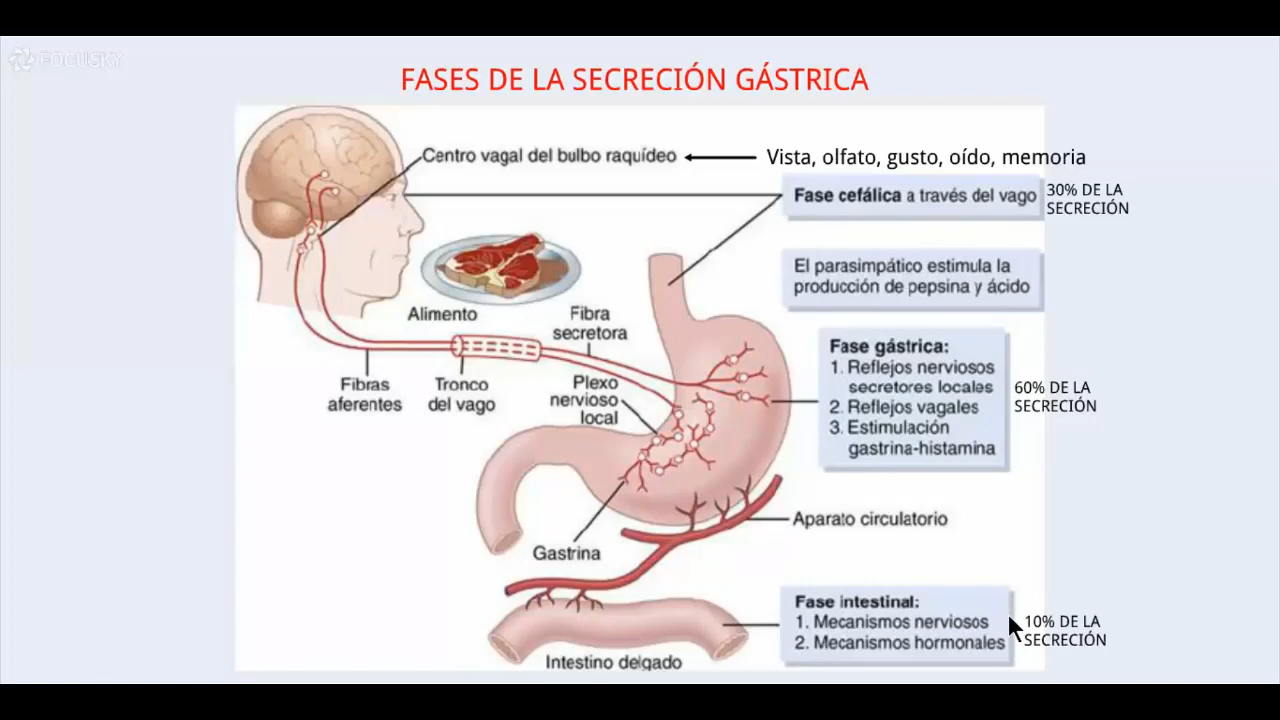 FOCUSKY
FASES DE LA SECRECIÓN GÁSTRICA
Centro vagal del bulbo raquídeo
Vista, olfato, gusto, oído, memoria
Fase cefálica a través del vago
30% DE LA
SECRECIÓN
El parasimpático estimula la
producción de pepsina y ácido
Alimento
Fibra
secretora
Fase gástrica:
1. Reflejos nerviosos
secretores locales
2. Reflejos vagales
3. Estimulación
gastrina-histamina
60% DE LA
SECRECIÓN
Fibras
aferentes
Tronco
del vago
Plexo
nervioso
local
Aparato circulatorio
Gastrina
Fase intestinal:
1. Mecanismos nerviosos
2. Mecanismos hormonales
10% DE LA
SECRECIÓN
Intestino delgado